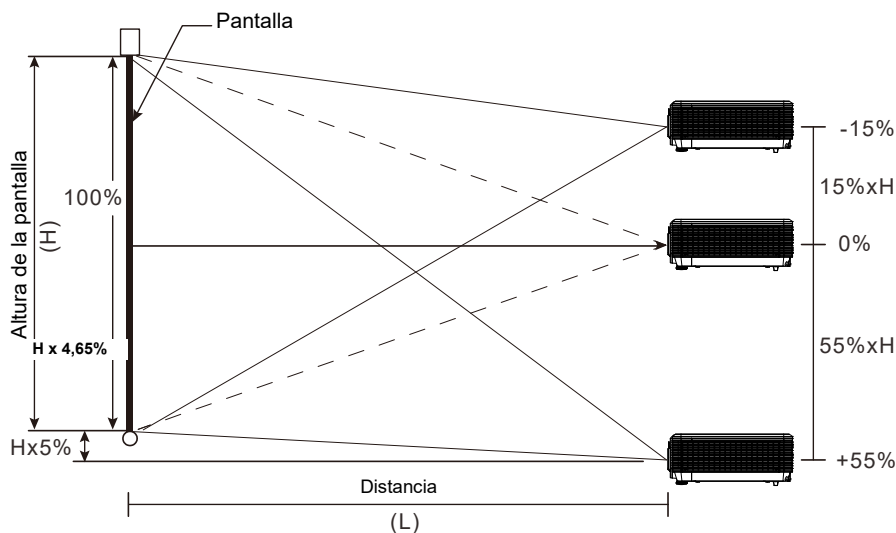 Pantalla
-15%
100%
15%xH
Altura de la pantalla
(H)
0%
H x 4,65%
55%xH
Hx5%
+55%
Distancia
(L)